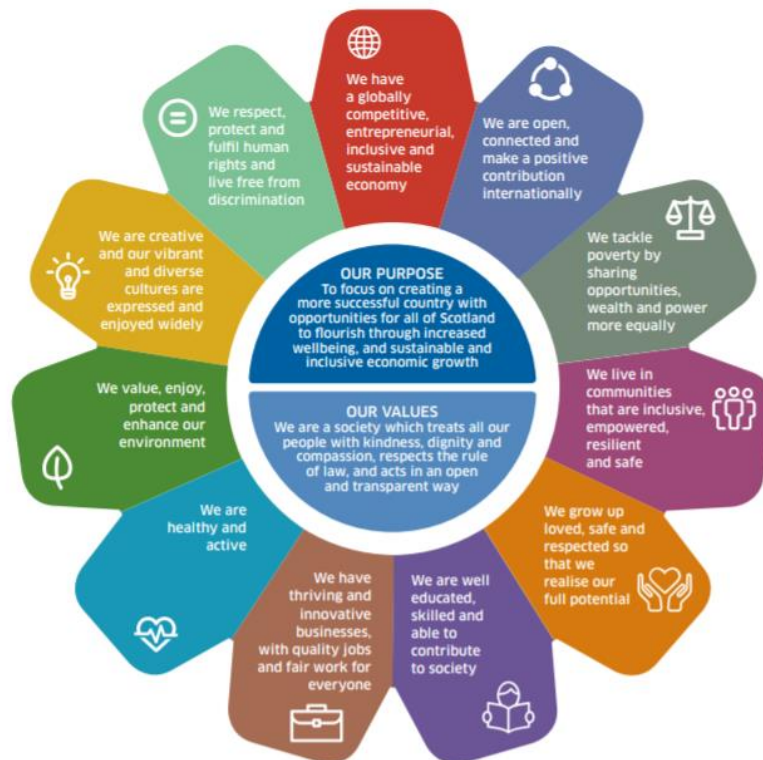 We have
a globally
competitive,
entrepreneurial,
inclusive and
sustainable
economy
We are open,
connected and
make a positive
contribution
internationally
We tackle
poverty by
sharing
opportunities,
wealth and power
more equally
We live in
communities
that are inclusive,
empowered,
resilient
and safe
We grow up
loved, safe and
respected so
that we
realise our
full potential
We are well
educated,
skilled and
able to
contribute
to society
We have
thriving and
innovative
businesses,
with quality jobs
and fair work for
everyone
We are
healthy and
active
We value, enjoy,
protect and
enhance our
environment
We are creative
and our vibrant
and diverse
cultures are
expressed and
enjoyed widely
We respect,
protect and
fulfil human
rights and
live free from
discrimination
OUR PURPOSE
To focus on creating a
more successful country with
opportunities for all of Scotland
to flourish through increased
wellbeing, and sustainable and
inclusive economic growth
OUR VALUES
We are a society which treats all our
people with kindness, dignity and
compassion, respects the rule
of law, and acts in an open
and transparent way